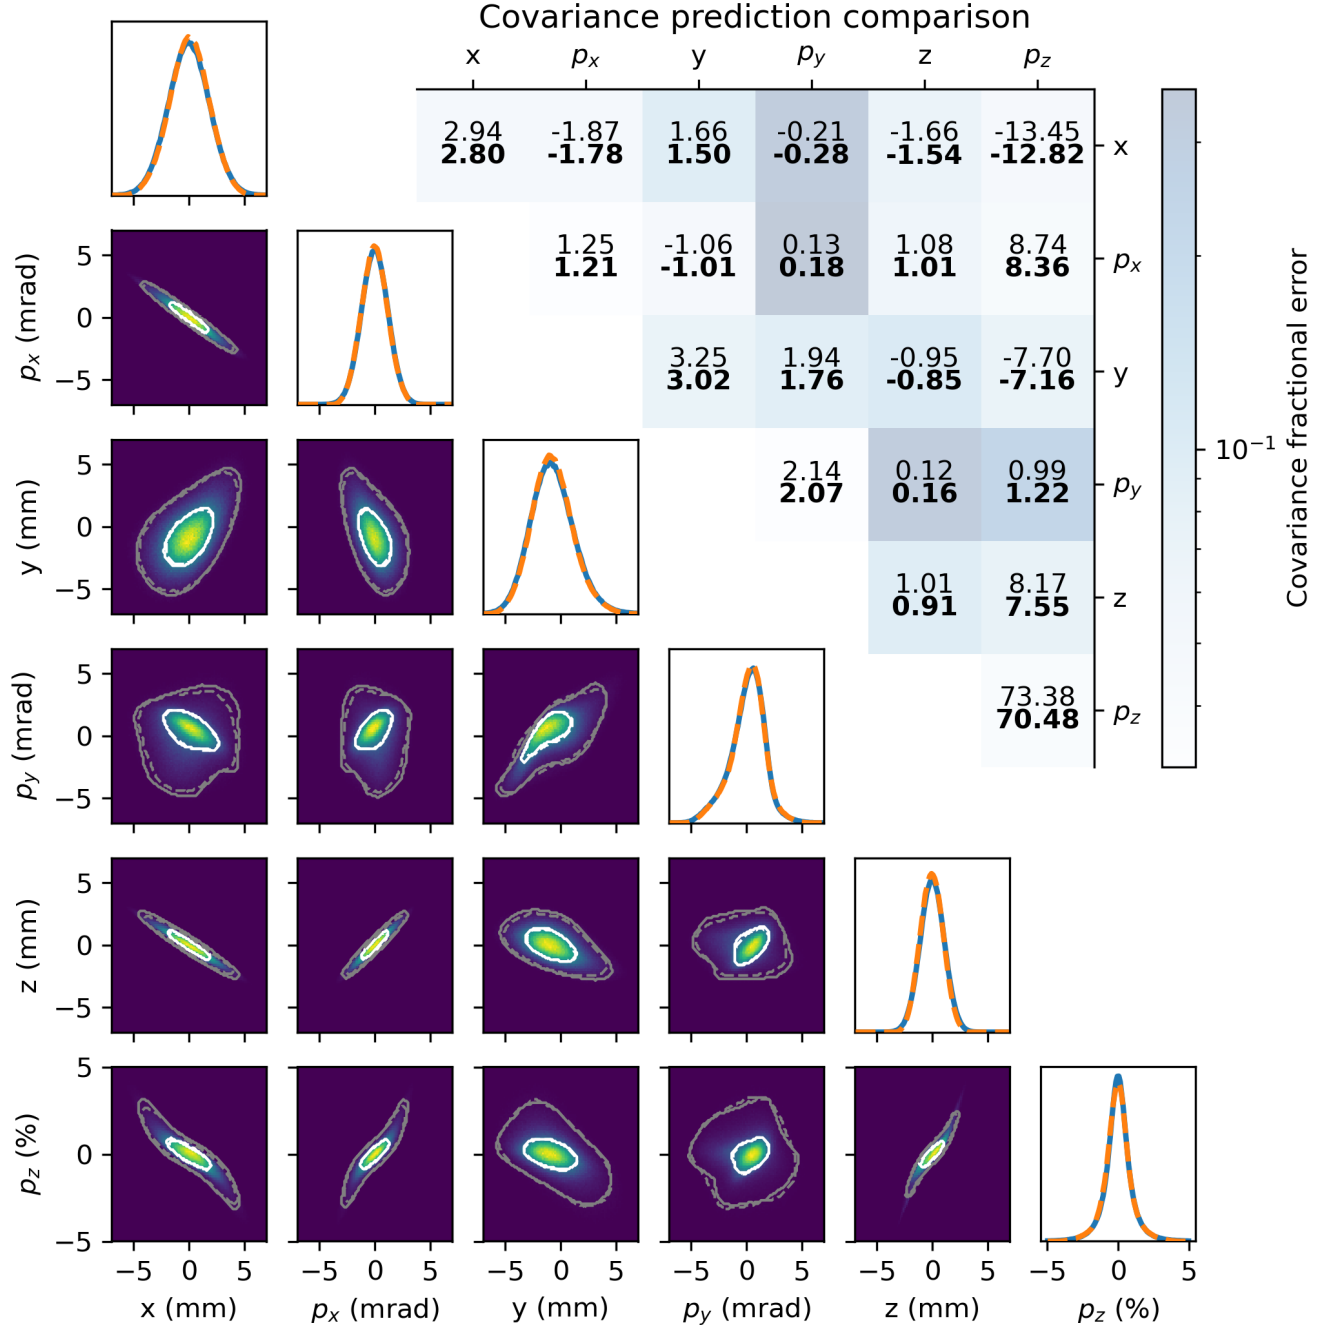 Covariance prediction comparison
x p_x y p_y z p_z
2.94 -1.87 1.66 -0.21 -1.66 -13.45 x
2.80 -1.78 1.50 -0.28 -1.54 -12.82
1.25 -1.06 0.13 1.08 8.74 p_x
1.21 -1.01 0.18 1.01 8.36
3.25 1.94 -0.95 -7.70 y
3.02 1.76 -0.85 -7.16
2.14 0.12 0.99 p_y
2.07 0.16 1.22
1.01 8.17 z
0.91 7.55
73.38 p_z
70.48
10⁻¹
Covariance fractional error
5
0
−5
p_x (mrad)
5
0
−5
y (mm)
5
0
−5
p_y (mrad)
5
0
−5
z (mm)
5
0
−5
p_z (%)
−5 0 5 −5 0 5 −5 0 5 −5 0 5 −5 0 5 −5 0 5
x (mm) p_x (mrad) y (mm) p_y (mrad) z (mm) p_z (%)